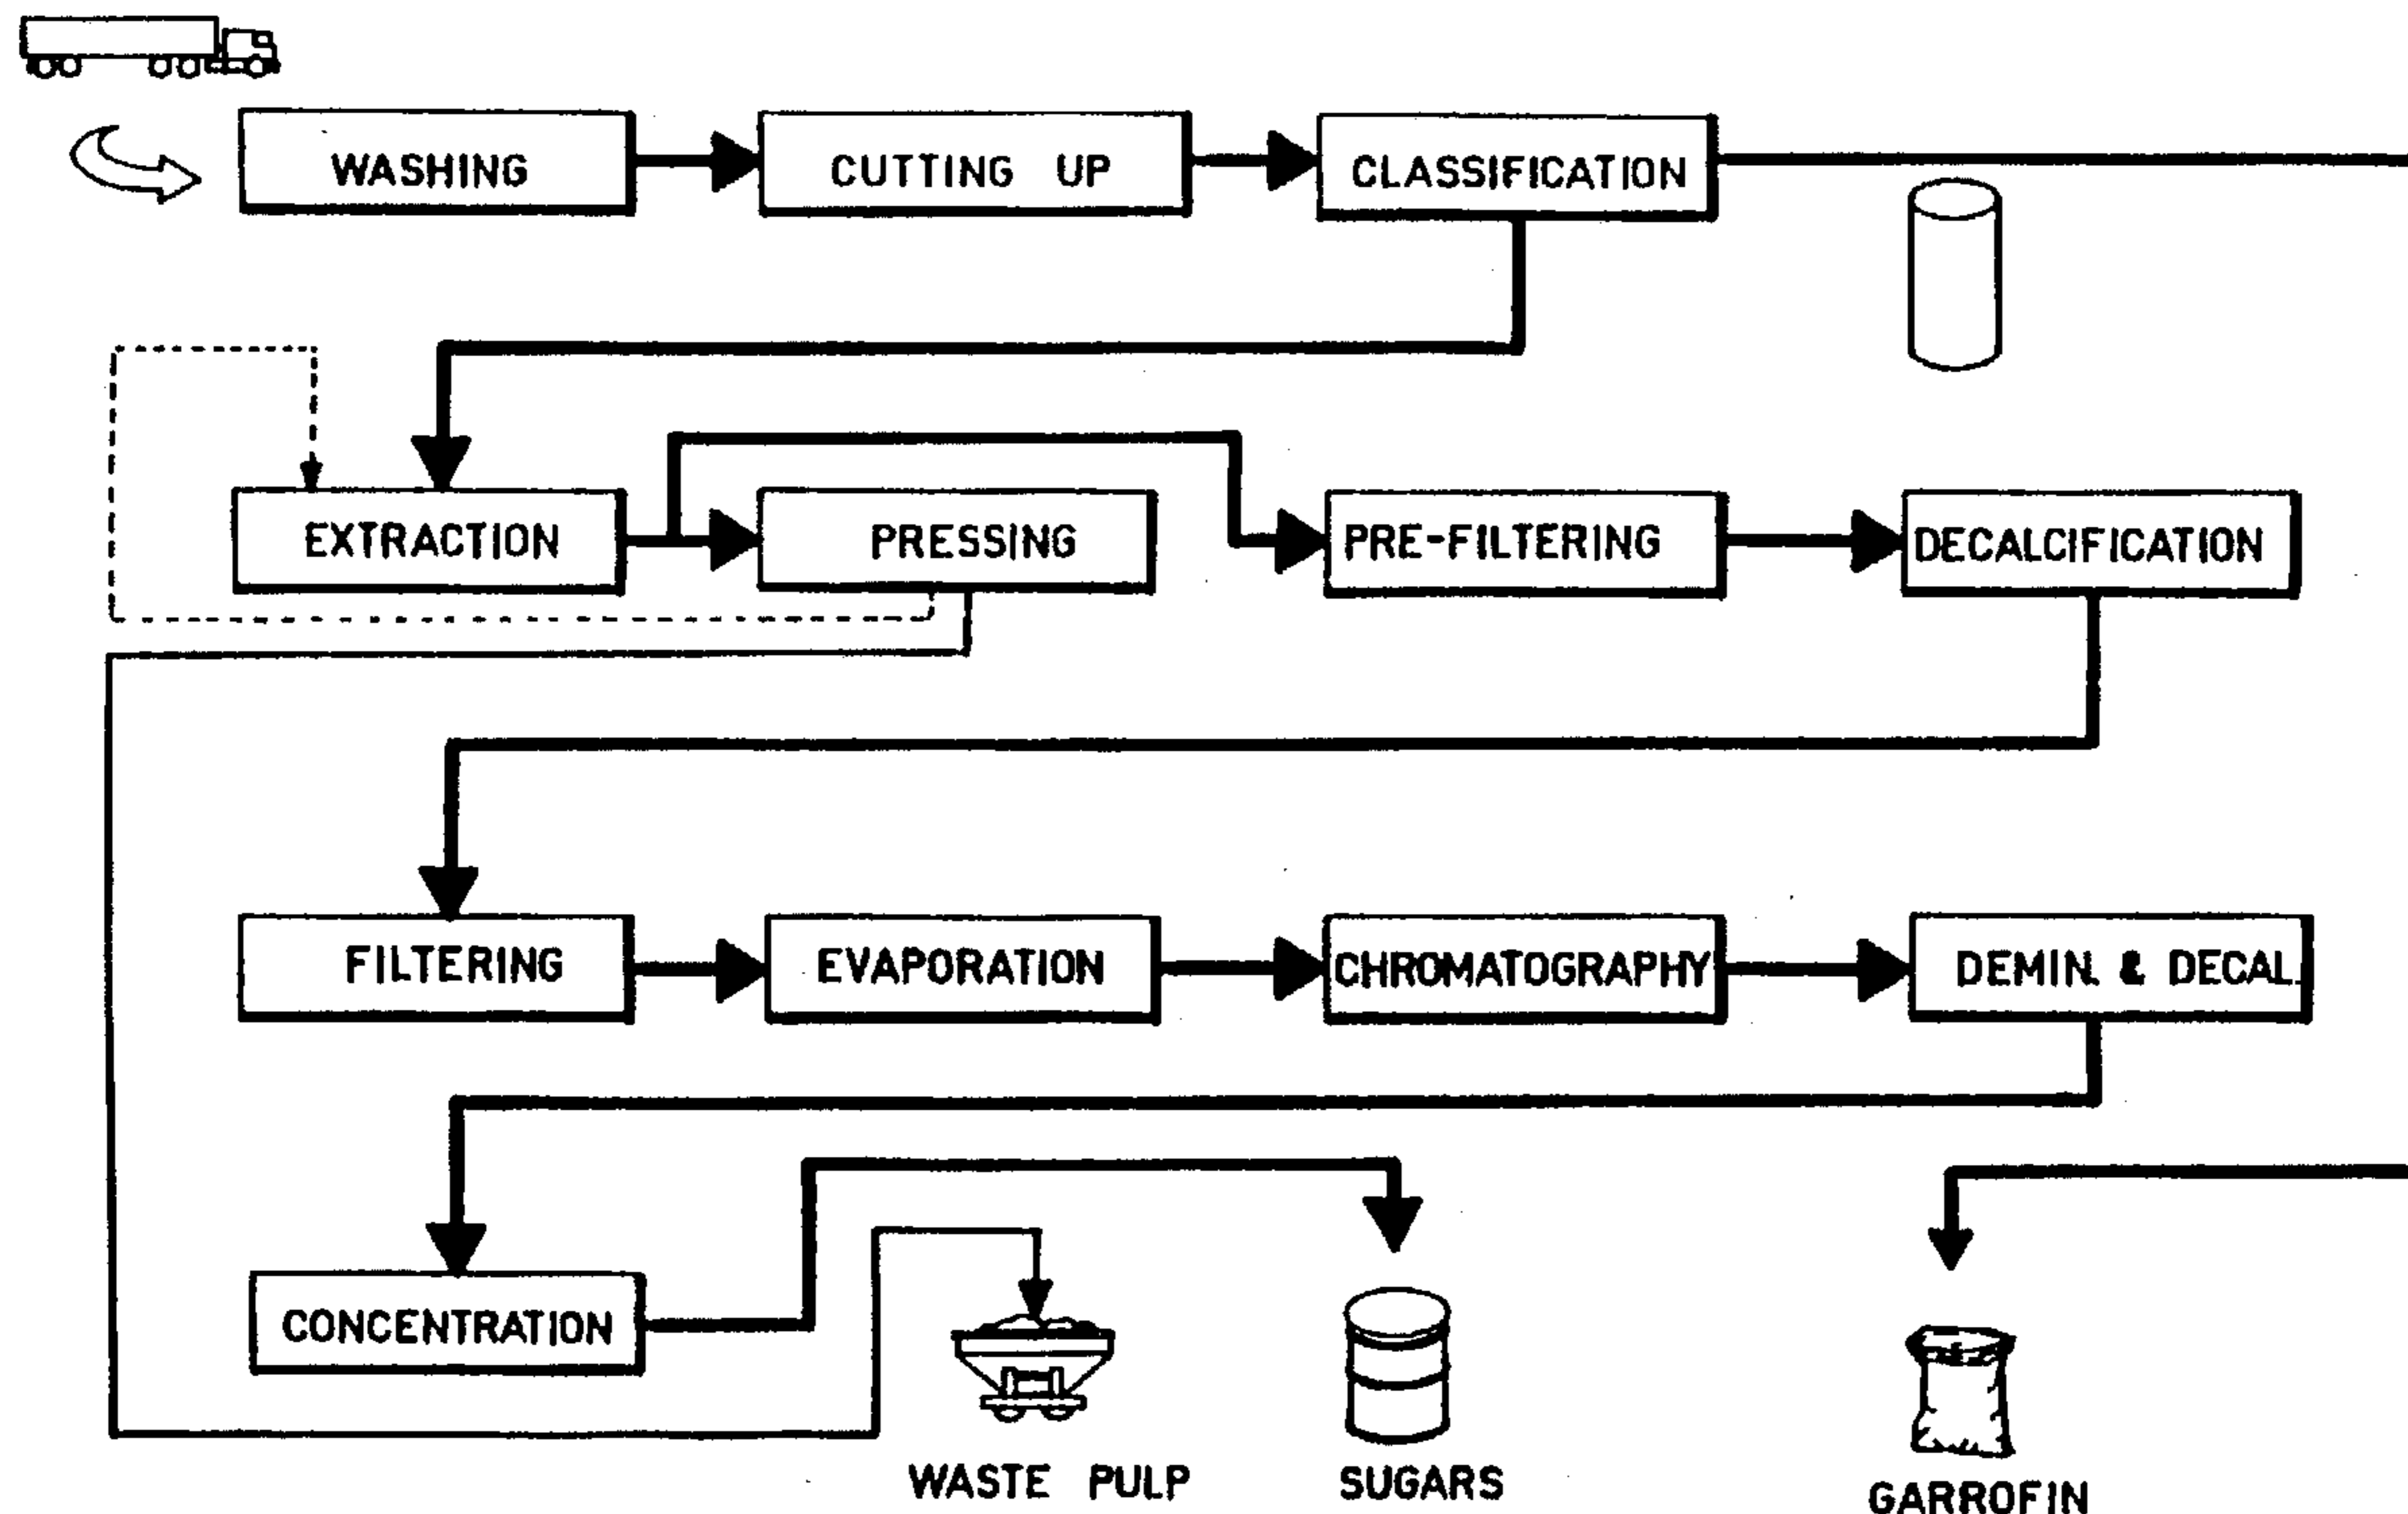 WASHING
CUTTING UP
CLASSIFICATION
EXTRACTION
PRESSING
PRE-FILTERING
DECALCIFICATION
FILTERING
EVAPORATION
CHROMATOGRAPHY
DEMIN. & DECAL.
CONCENTRATION
WASTE PULP
SUGARS
GARROFIN